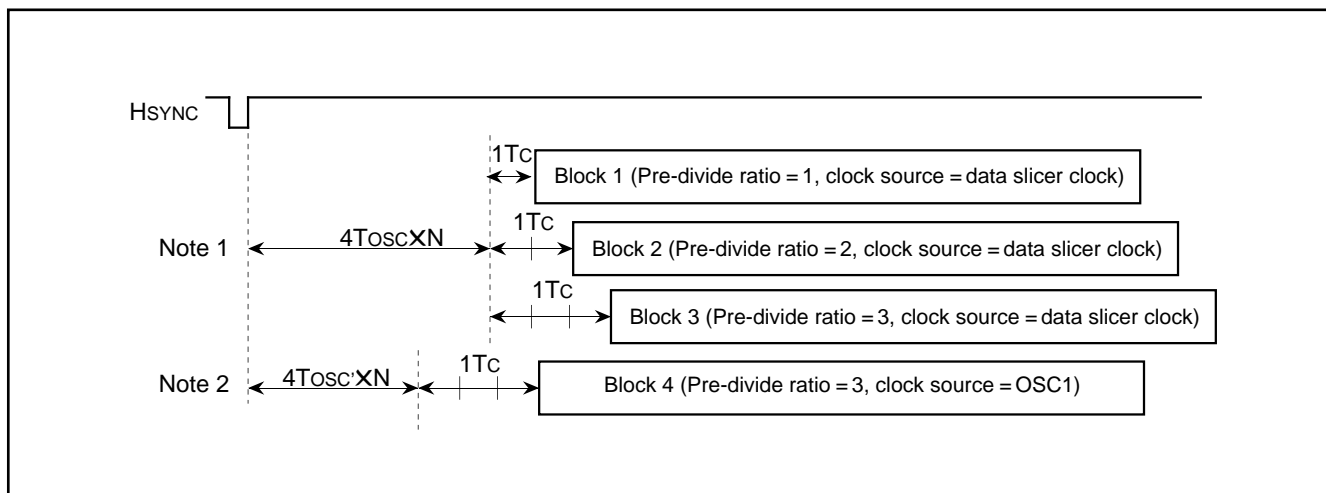 HSYNC
1TC
Block 1 (Pre-divide ratio = 1, clock source = data slicer clock)
Note 1
4TOSC✕N
1TC
Block 2 (Pre-divide ratio = 2, clock source = data slicer clock)
1TC
Block 3 (Pre-divide ratio = 3, clock source = data slicer clock)
Note 2
4TOSC'✕N
1TC
Block 4 (Pre-divide ratio = 3, clock source = OSC1)